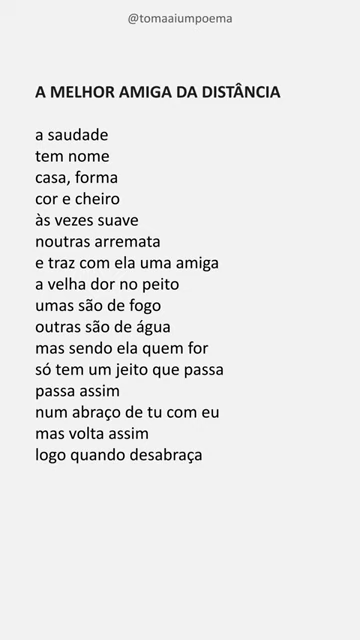 @tomaaiumpoema
A MELHOR AMIGA DA DISTÂNCIA
a saudade
tem nome
casa, forma
cor e cheiro
às vezes suave
noutras arremata
e traz com ela uma amiga
a velha dor no peito
umas são de fogo
outras são de água
mas sendo ela quem for
só tem um jeito que passa
passa assim
num abraço de tu com eu
mas volta assim
logo quando desabraça